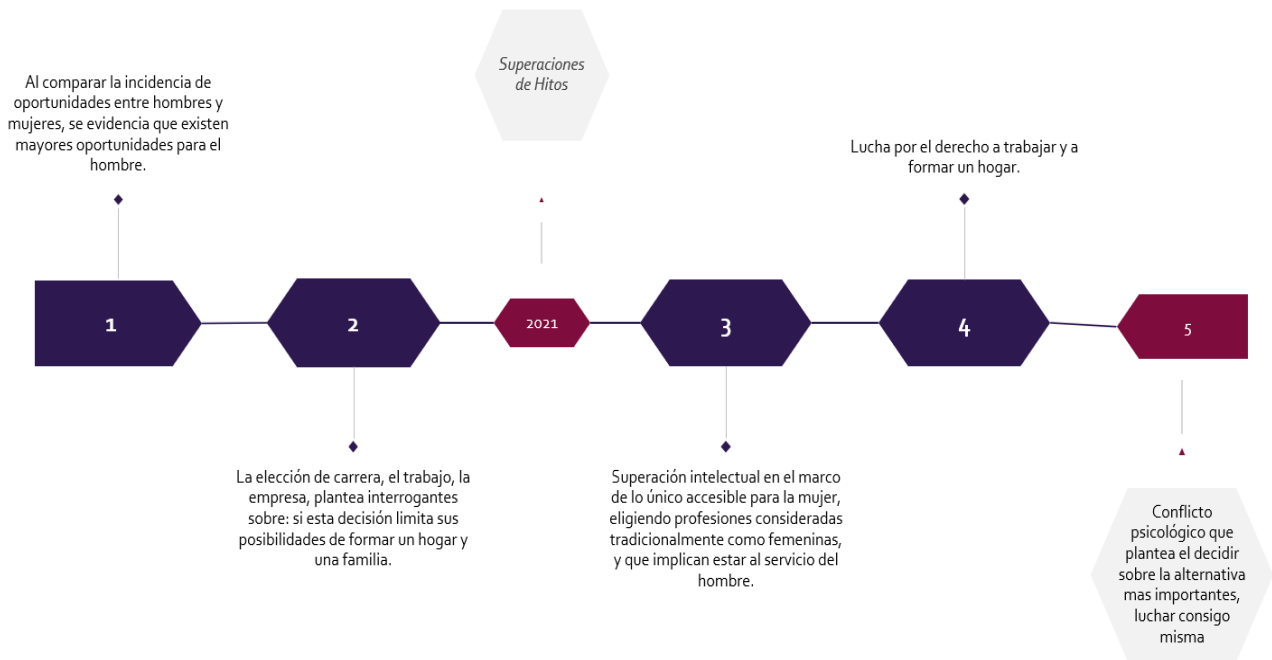 Al comparar la incidencia de
oportunidades entre hombres y
mujeres, se evidencia que existen
mayores oportunidades para el
hombre.
Superaciones
de Hitos
Lucha por el derecho a trabajar y a
formar un hogar.
1
2
2021
3
4
5
La elección de carrera, el trabajo, la
empresa, plantea interrogantes
sobre: si esta decisión limita sus
posibilidades de formar un hogar y
una familia.
Superación intelectual en el marco
de lo único accesible para la mujer,
eligiendo profesiones consideradas
tradicionalmente como femeninas,
y que implican estar al servicio del
hombre.
Conflicto
psicológico que
plantea el decidir
sobre la alternativa
mas importantes,
luchar consigo
misma